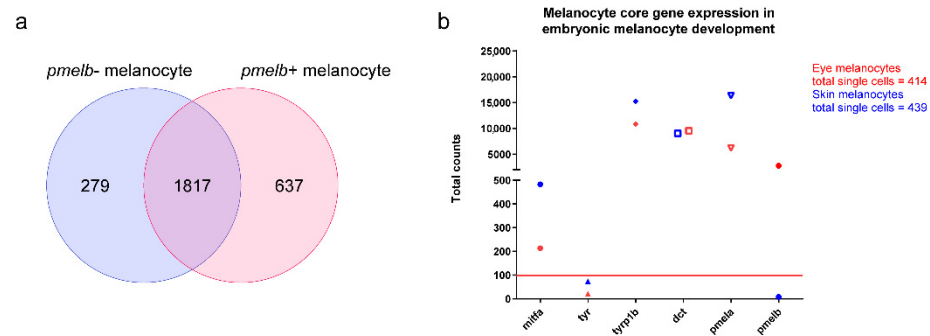 a
pmelb- melanocyte
pmelb+ melanocyte
279
1817
637
b
Melanocyte core gene expression in
embryonic melanocyte development
Eye melanocytes
total single cells = 414
Skin melanocytes
total single cells = 439
Total counts
25,000
20,000
15,000
10,000
5000
500
400
300
200
100
0
mitfa
tyr
tyrp1b
dct
pmela
pmelb